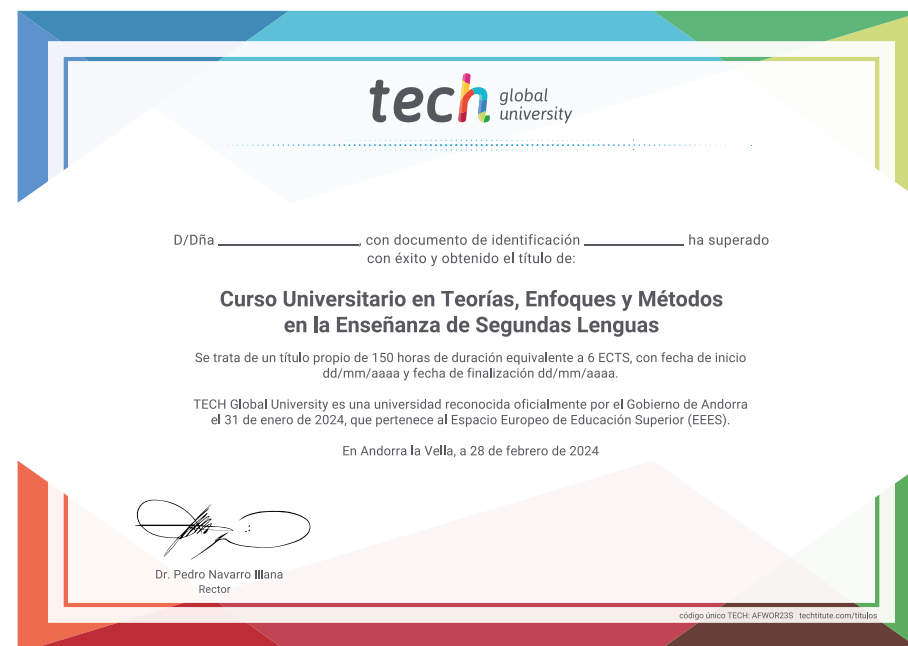 tech global
university
D/Dña ____________________, con documento de identificación ______________ ha superado
con éxito y obtenido el título de:
Curso Universitario en Teorías, Enfoques y Métodos
en la Enseñanza de Segundas Lenguas
Se trata de un título propio de 150 horas de duración equivalente a 6 ECTS, con fecha de inicio
dd/mm/aaaa y fecha de finalización dd/mm/aaaa.
TECH Global University es una universidad reconocida oficialmente por el Gobierno de Andorra
el 31 de enero de 2024, que pertenece al Espacio Europeo de Educación Superior (EEES).
En Andorra la Vella, a 28 de febrero de 2024
Dr. Pedro Navarro Illana
Rector
código único TECH: AFWOR23S techtitute.com/títulos